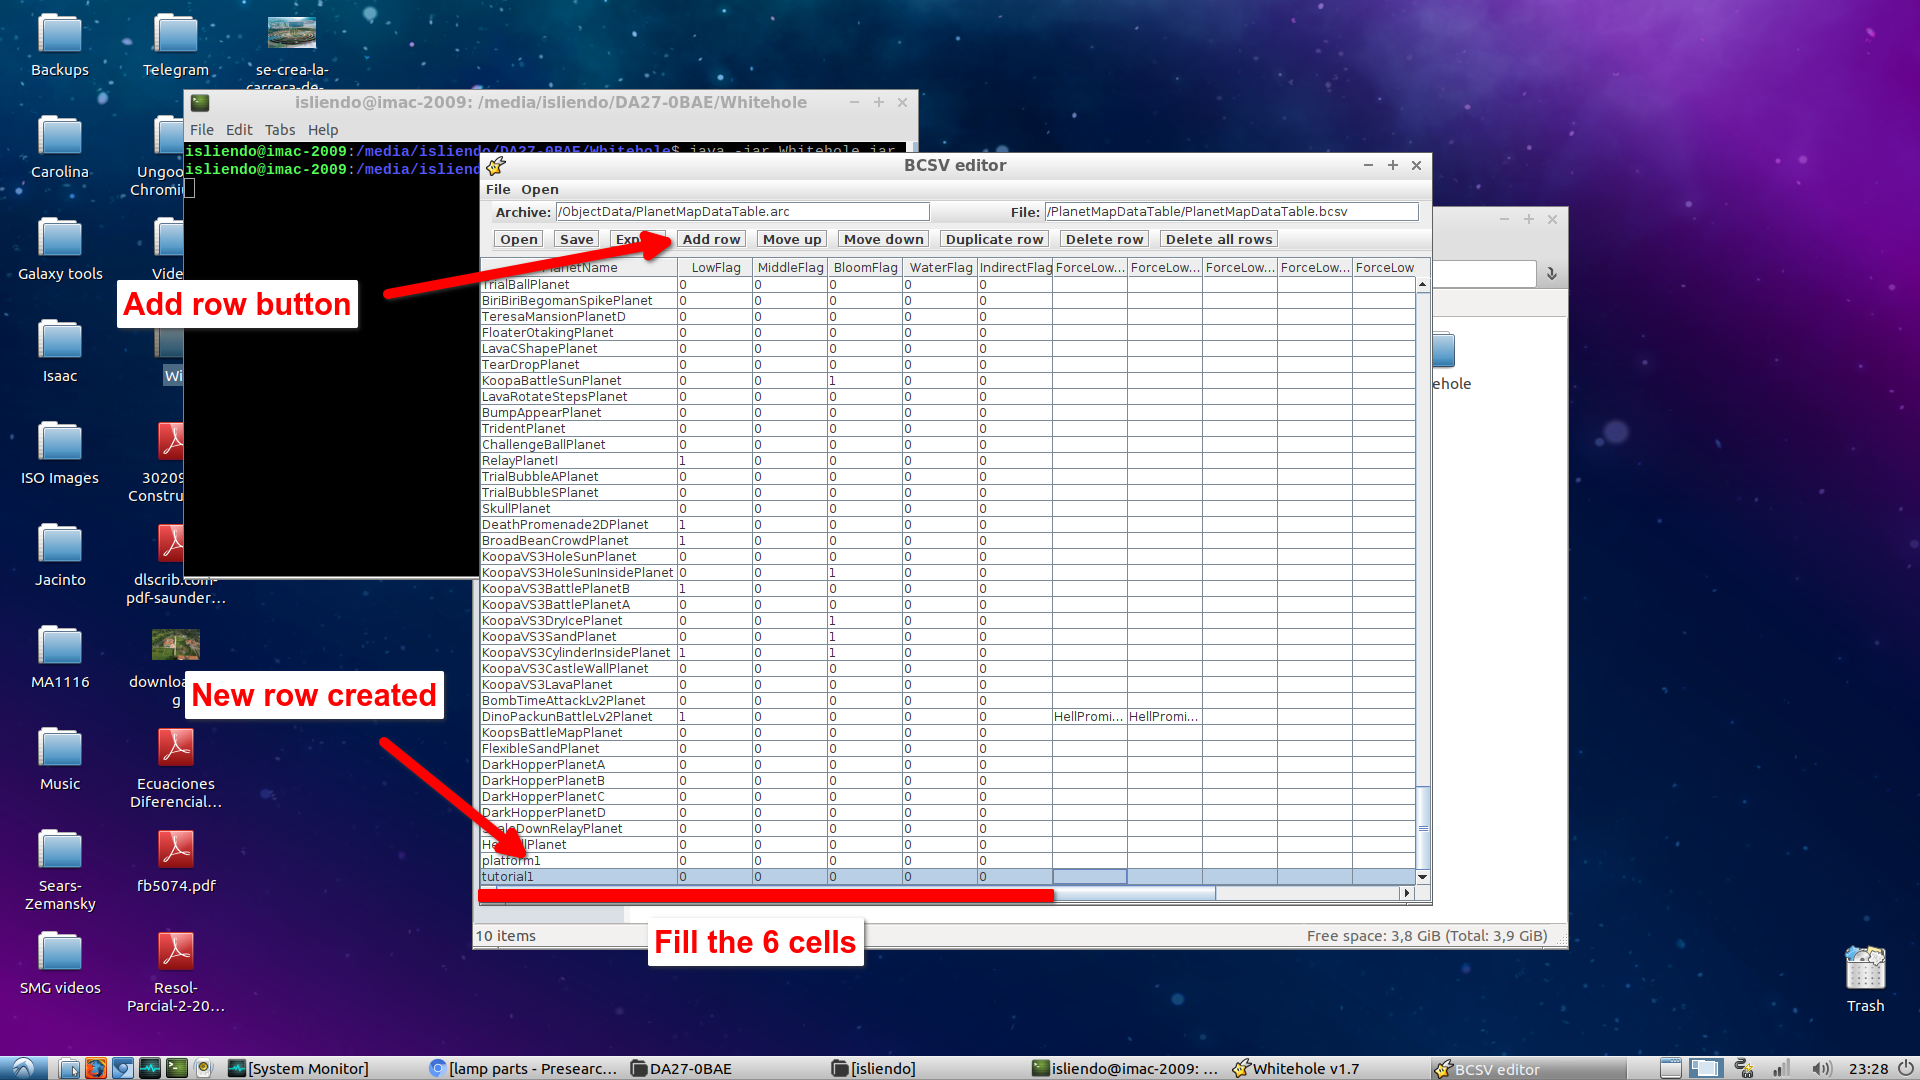 Backups
Telegram
se-crea-la-
carrera-de-
Carolina
Ungoo
Chromi
Galaxy tools
Vide
Isaac
Wi
ISO Images
30209
Constru
Jacinto
dlscrib.com-
pdf-saunder...
MA1116
downlo
g
Music
Ecuaciones
Diferencial...
Sears-
Zemansky
fb5074.pdf
SMG videos
Resol-
Parcial-2-20...
Trash
isliendo@imac-2009: /media/isliendo/DA27-0BAE/Whitehole
File Edit Tabs Help
isliendo@imac-2009:/media/isliendo/DA27-0BAE/Whitehole$ java -jar Whitehole.jar
isliendo@imac-2009:/media/isliend
BCSV editor
File Open
Archive: /ObjectData/PlanetMapDataTable.arc File: /PlanetMapDataTable/PlanetMapDataTable.bcsv
Open Save Exp Add row Move up Move down Duplicate row Delete row Delete all rows
PlanetName LowFlag MiddleFlag BloomFlag WaterFlag IndirectFlag ForceLow... ForceLow... ForceLow... ForceLow... ForceLow
TrialBallPlanet 0 0 0 0 0
BiriBiriBegomanSpikePlanet 0 0 0 0 0
TeresaMansionPlanetD 0 0 0 0 0
FloaterOtakingPlanet 0 0 0 0 0
LavaCShapePlanet 0 0 0 0 0
TearDropPlanet 0 0 0 0 0
KoopaBattleSunPlanet 0 0 1 0 0
LavaRotateStepsPlanet 0 0 0 0 0
BumpAppearPlanet 0 0 0 0 0
TridentPlanet 0 0 0 0 0
ChallengeBallPlanet 0 0 0 0 0
RelayPlanetI 1 0 0 0 0
TrialBubbleAPlanet 0 0 0 0 0
TrialBubbleSPlanet 0 0 0 0 0
SkullPlanet 0 0 0 0 0
DeathPromenade2DPlanet 1 0 0 0 0
BroadBeanCrowdPlanet 1 0 0 0 0
KoopaVS3HoleSunPlanet 0 0 0 0 0
KoopaVS3HoleSunInsidePlanet 0 0 1 0 0
KoopaVS3BattlePlanetB 1 0 0 0 0
KoopaVS3BattlePlanetA 0 0 0 0 0
KoopaVS3DryIcePlanet 0 0 1 0 0
KoopaVS3SandPlanet 0 0 1 0 0
KoopaVS3CylinderInsidePlanet 1 0 1 0 0
KoopaVS3CastleWallPlanet 0 0 0 0 0
KoopaVS3LavaPlanet 0 0 0 0 0
BombTimeAttackLv2Planet 0 0 0 0 0
DinoPackunBattleLv2Planet 1 0 0 0 0 HellPromi... HellPromi...
KoopsBattleMapPlanet 0 0 0 0 0
FlexibleSandPlanet 0 0 0 0 0
DarkHopperPlanetA 0 0 0 0 0
DarkHopperPlanetB 0 0 0 0 0
DarkHopperPlanetC 0 0 0 0 0
DarkHopperPlanetD 0 0 0 0 0
DownRelayPlanet 0 0 0 0 0
Planet 0 0 0 0 0
platform1 0 0 0 0 0
tutorial1 0 0 0 0 0
Add row button
New row created
Fill the 6 cells
ehole
10 items
Free space: 3,8 GiB (Total: 3,9 GiB)
[System Monitor] [lamp parts - Presearc... DA27-0BAE [isliendo] isliendo@imac-2009: ... Whitehole v1.7 BCSV editor 23:28